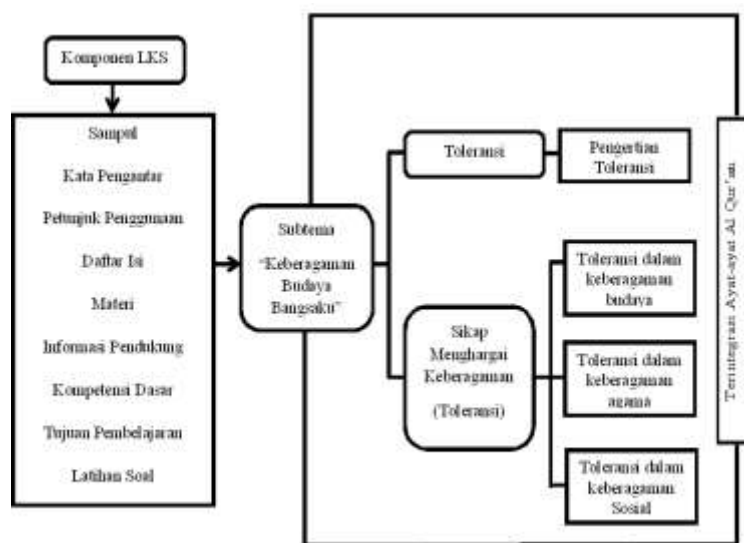 Komponen LKS
Sampul
Kata Pengantar
Petunjuk Penggunaan
Daftar Isi
Materi
Informasi Pendukung
Kompetensi Dasar
Tujuan Pembelajaran
Latihan Soal
Subtema
“Keberagaman
Budaya
Bangsaku”
Toleransi
Pengertian
Toleransi
Sikap
Menghargai
Keberagaman
(Toleransi)
Toleransi dalam
keberagaman
budaya
Toleransi dalam
keberagaman
agama
Toleransi dalam
keberagaman
Sosial
Terintegrasi Ayat-ayat Al Qur’an